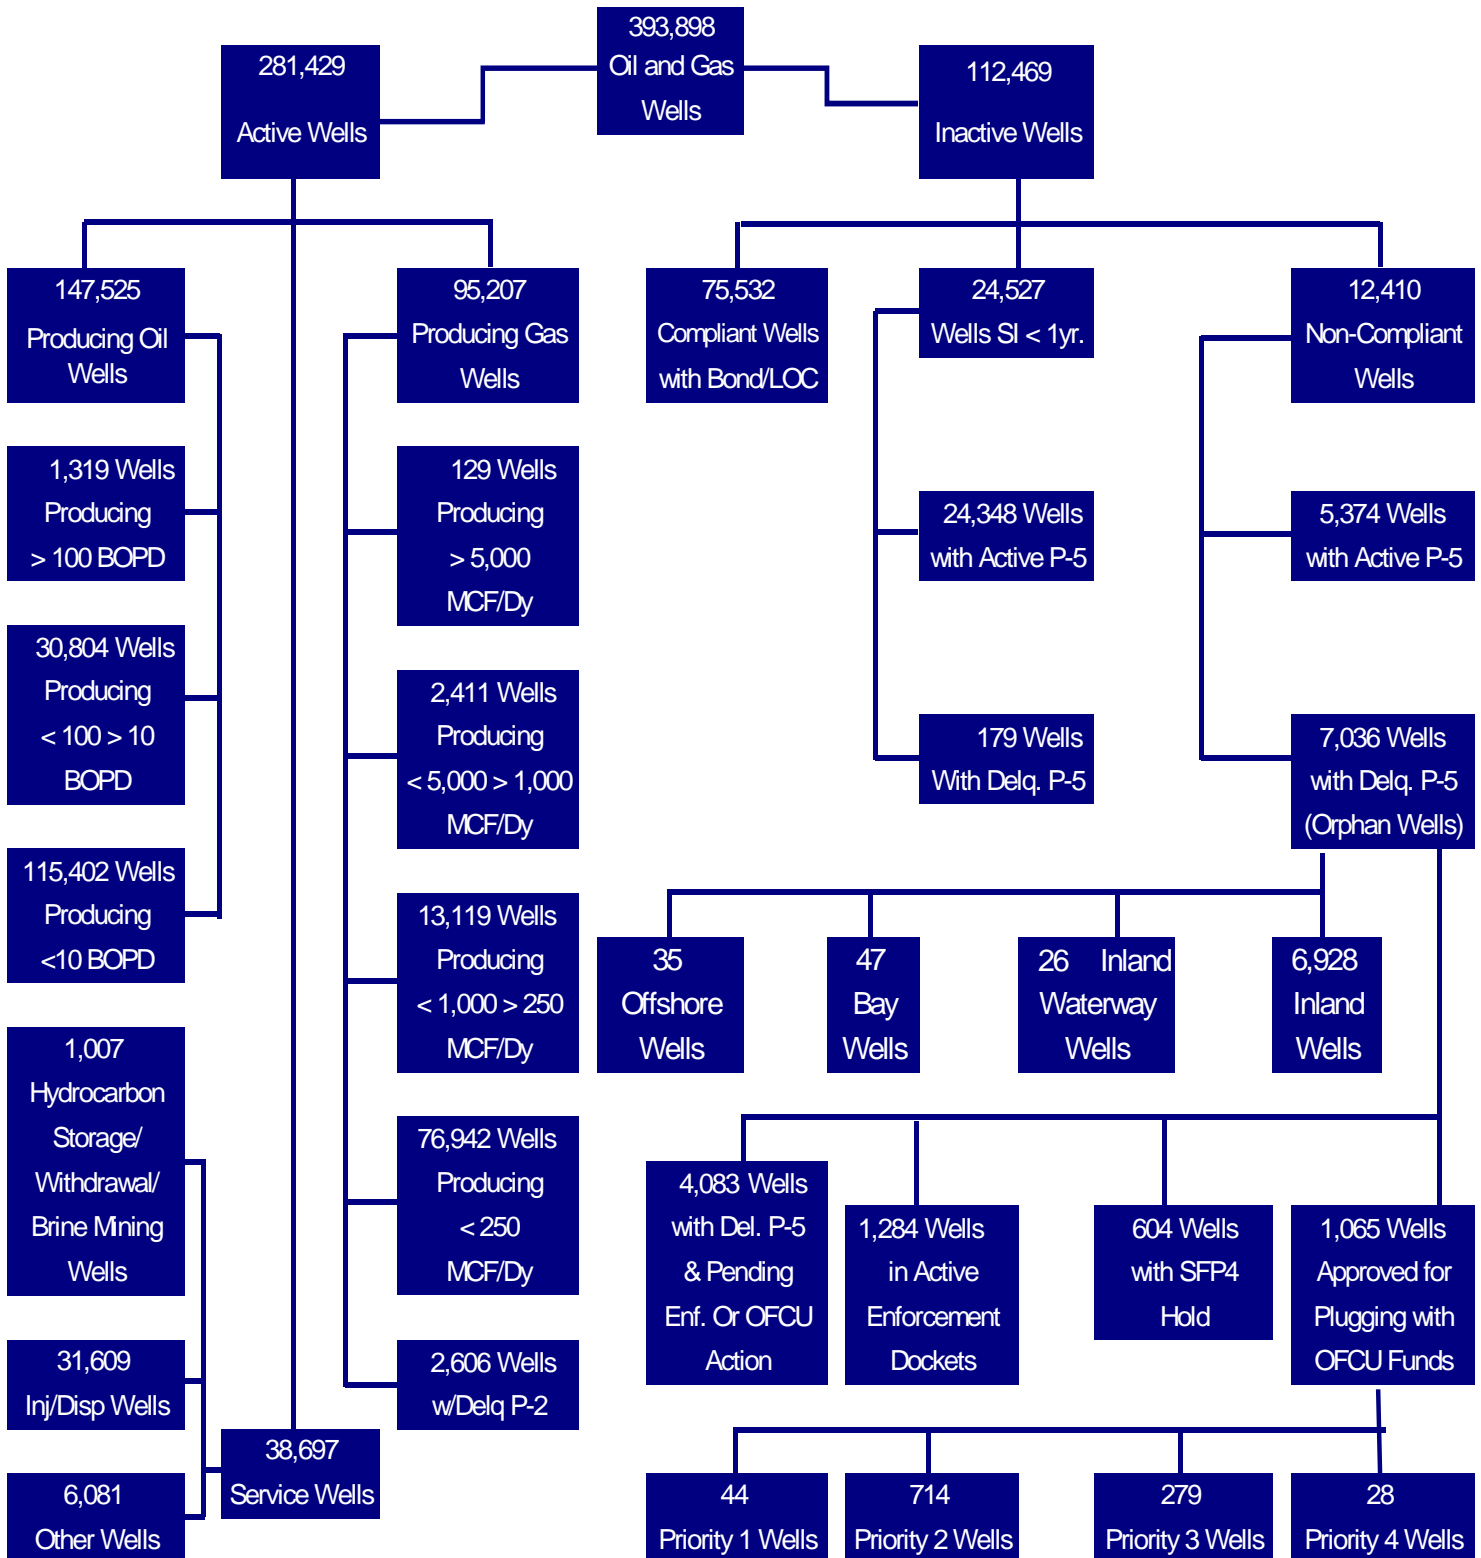 393,898
Oil and Gas
Wells
281,429
Active Wells
112,469
Inactive Wells
147,525
Producing Oil
Wells
95,207
Producing Gas
Wells
75,532
Compliant Wells
with Bond/LOC
24,527
Wells SI < 1yr.
12,410
Non-Compliant
Wells
1,319 Wells
Producing
> 100 BOPD
129 Wells
Producing
> 5,000
MCF/Dy
24,348 Wells
with Active P-5
5,374 Wells
with Active P-5
30,804 Wells
Producing
< 100 > 10
BOPD
2,411 Wells
Producing
< 5,000 > 1,000
MCF/Dy
179 Wells
With Delq. P-5
7,036 Wells
with Delq. P-5
(Orphan Wells)
115,402 Wells
Producing
<10 BOPD
13,119 Wells
Producing
< 1,000 > 250
MCF/Dy
35
Offshore
Wells
47
Bay
Wells
26 Inland
Waterway
Wells
6,928
Inland
Wells
1,007
Hydrocarbon
Storage/
Withdrawal/
Brine Mining
Wells
76,942 Wells
Producing
< 250
MCF/Dy
4,083 Wells
with Del. P-5
& Pending
Enf. Or OFCU
Action
1,284 Wells
in Active
Enforcement
Dockets
604 Wells
with SFP4
Hold
1,065 Wells
Approved for
Plugging with
OFCU Funds
31,609
Inj/Disp Wells
2,606 Wells
w/Delq P-2
38,697
Service Wells
6,081
Other Wells
44
Priority 1 Wells
714
Priority 2 Wells
279
Priority 3 Wells
28
Priority 4 Wells